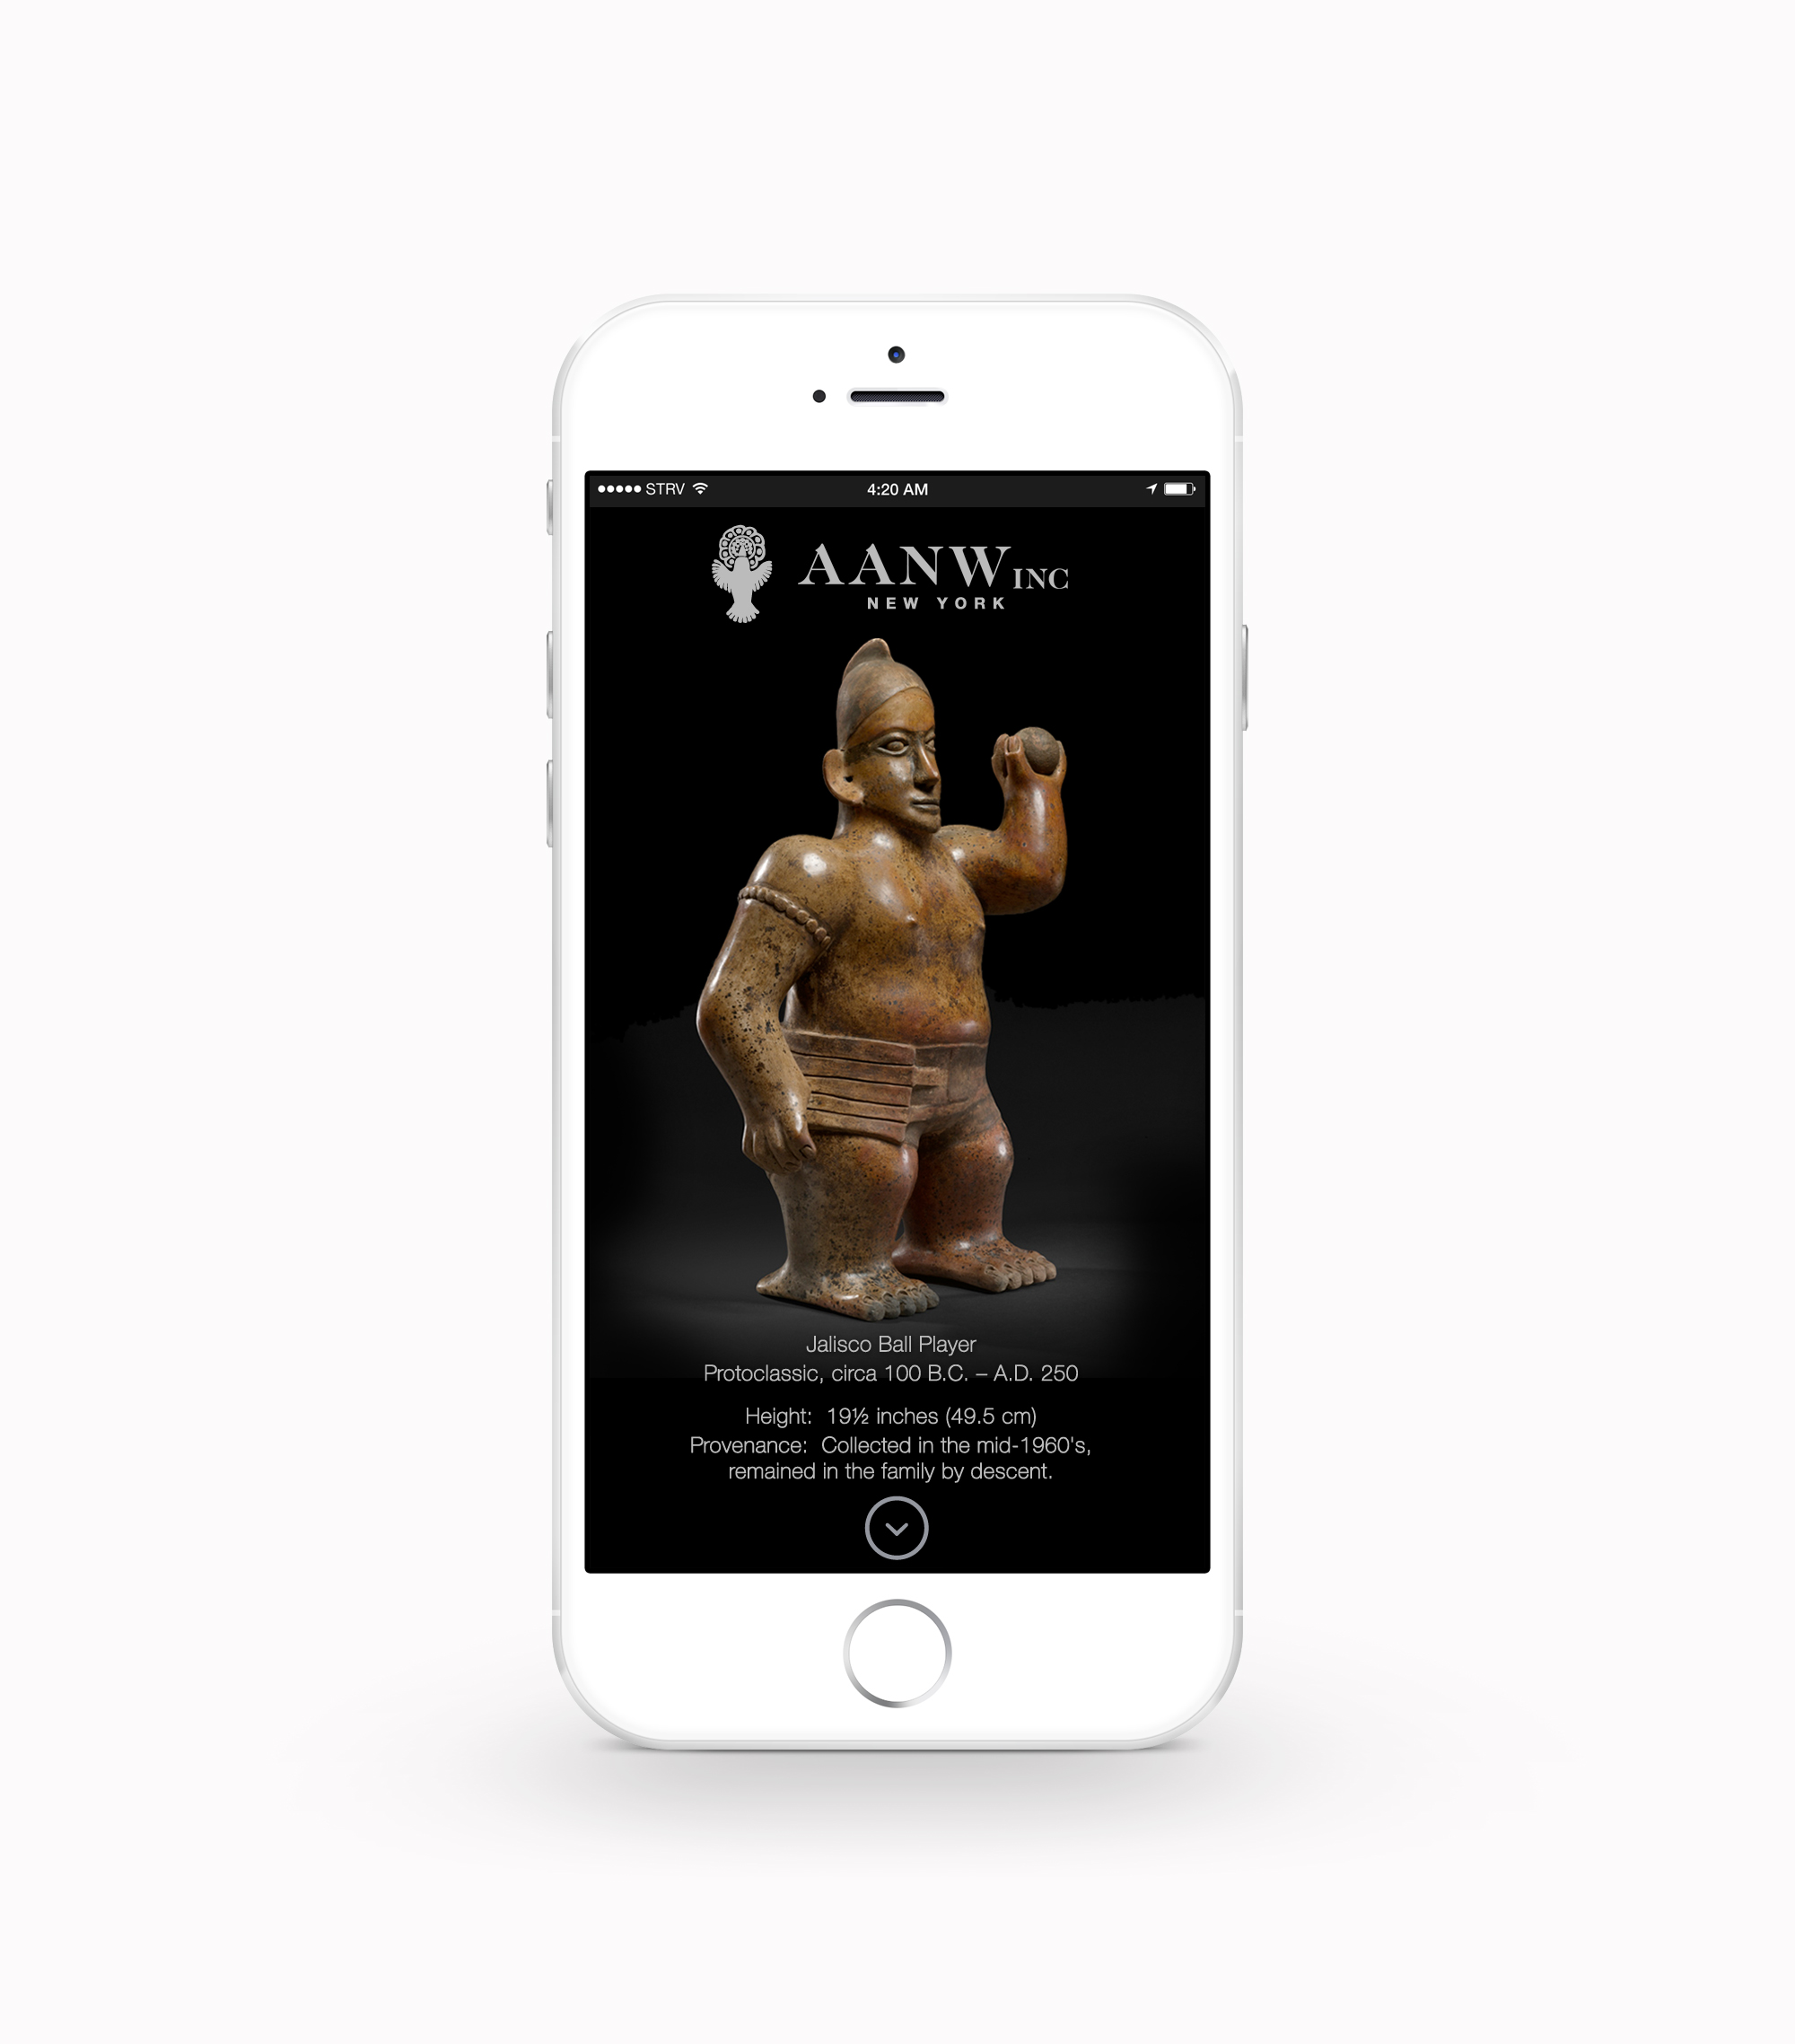 STRV 4:20 AM
AANW INC
NEW YORK
Jalisco Ball Player
Protoclassic, circa 100 B.C. – A.D. 250
Height: 19½ inches (49.5 cm)
Provenance: Collected in the mid-1960's,
remained in the family by descent.